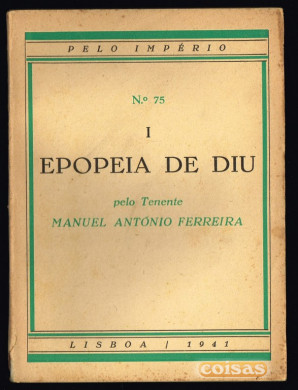 PELO IMPÉRIO
N.º 75
I
EPOPEIA DE DIU
pelo Tenente
MANUEL ANTÓNIO FERREIRA
LISBOA / 1941
coisas